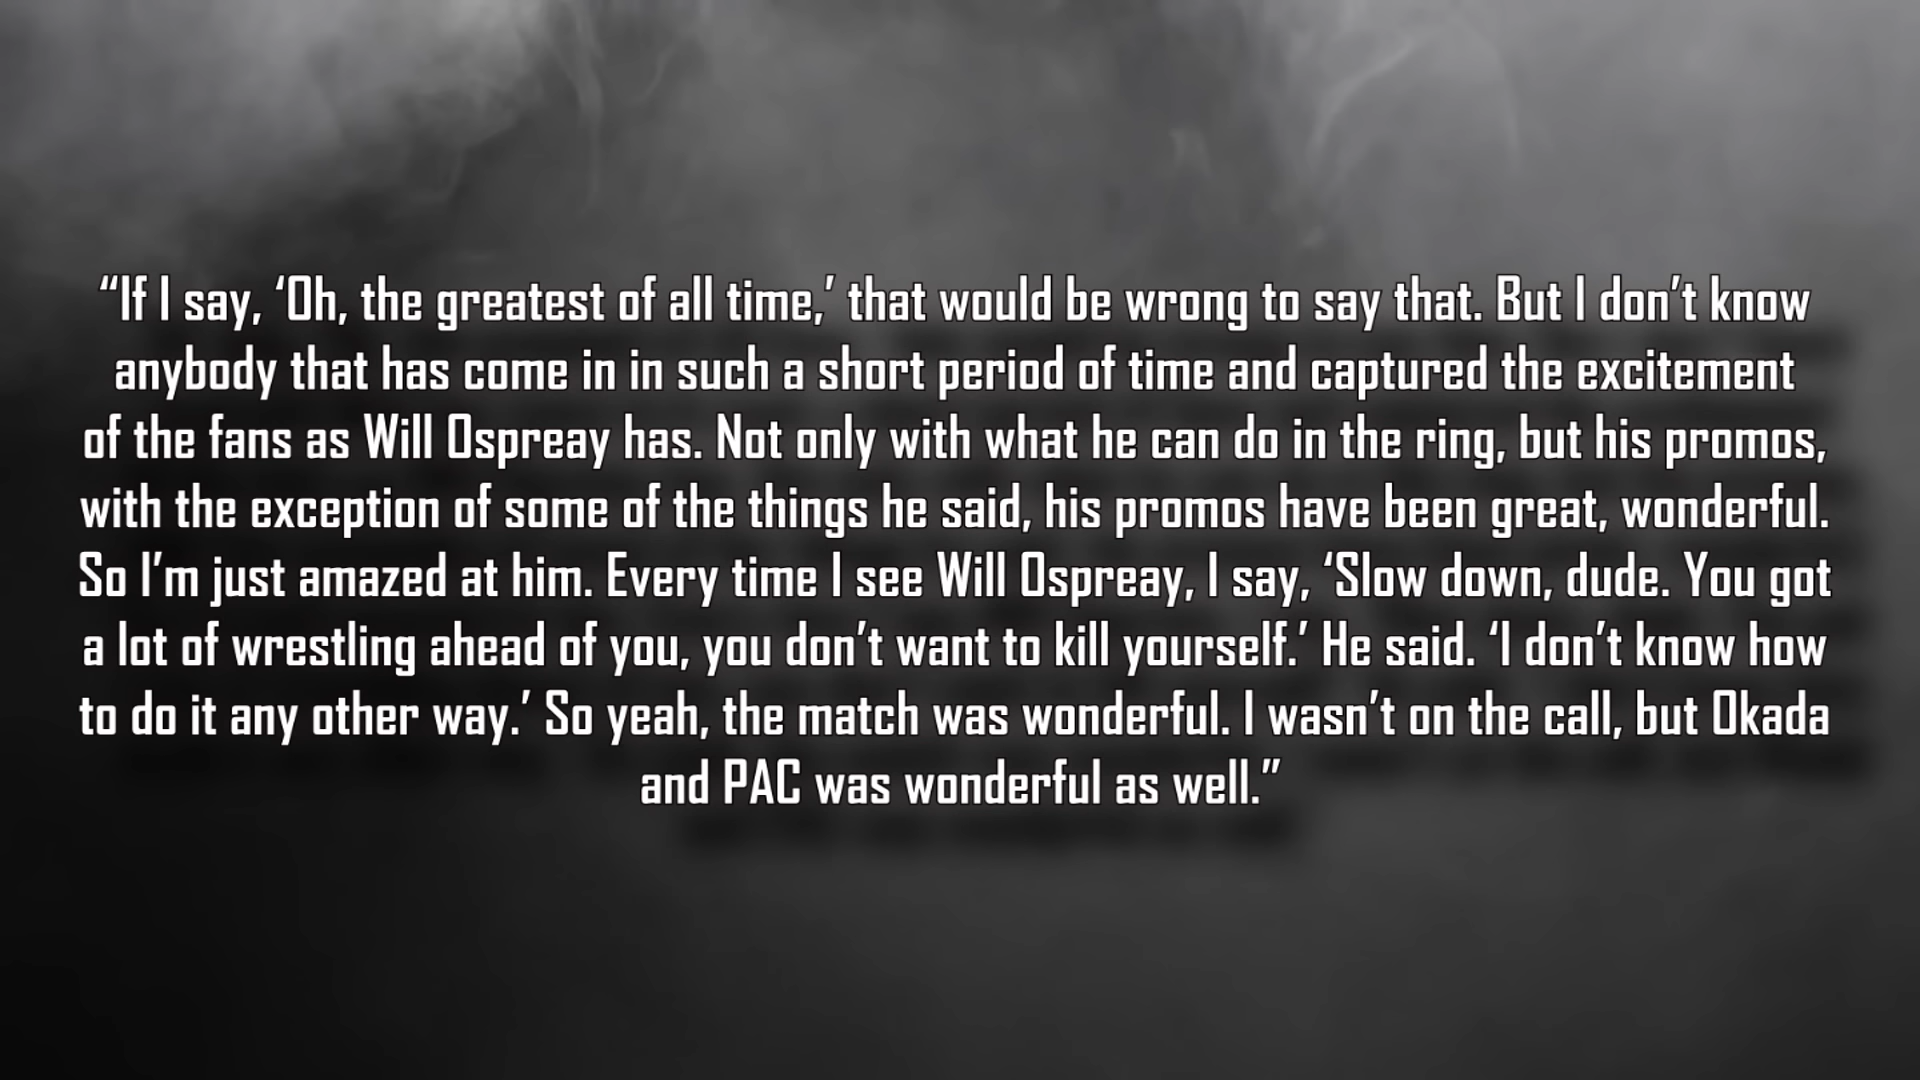 “If I say, ‘Oh, the greatest of all time,’ that would be wrong to say that. But I don’t know
anybody that has come in in such a short period of time and captured the excitement
of the fans as Will Ospreay has. Not only with what he can do in the ring, but his promos,
with the exception of some of the things he said, his promos have been great, wonderful.
So I’m just amazed at him. Every time I see Will Ospreay, I say, ‘Slow down, dude. You got
a lot of wrestling ahead of you, you don’t want to kill yourself.’ He said. ‘I don’t know how
to do it any other way.’ So yeah, the match was wonderful. I wasn’t on the call, but Okada
and PAC was wonderful as well.”